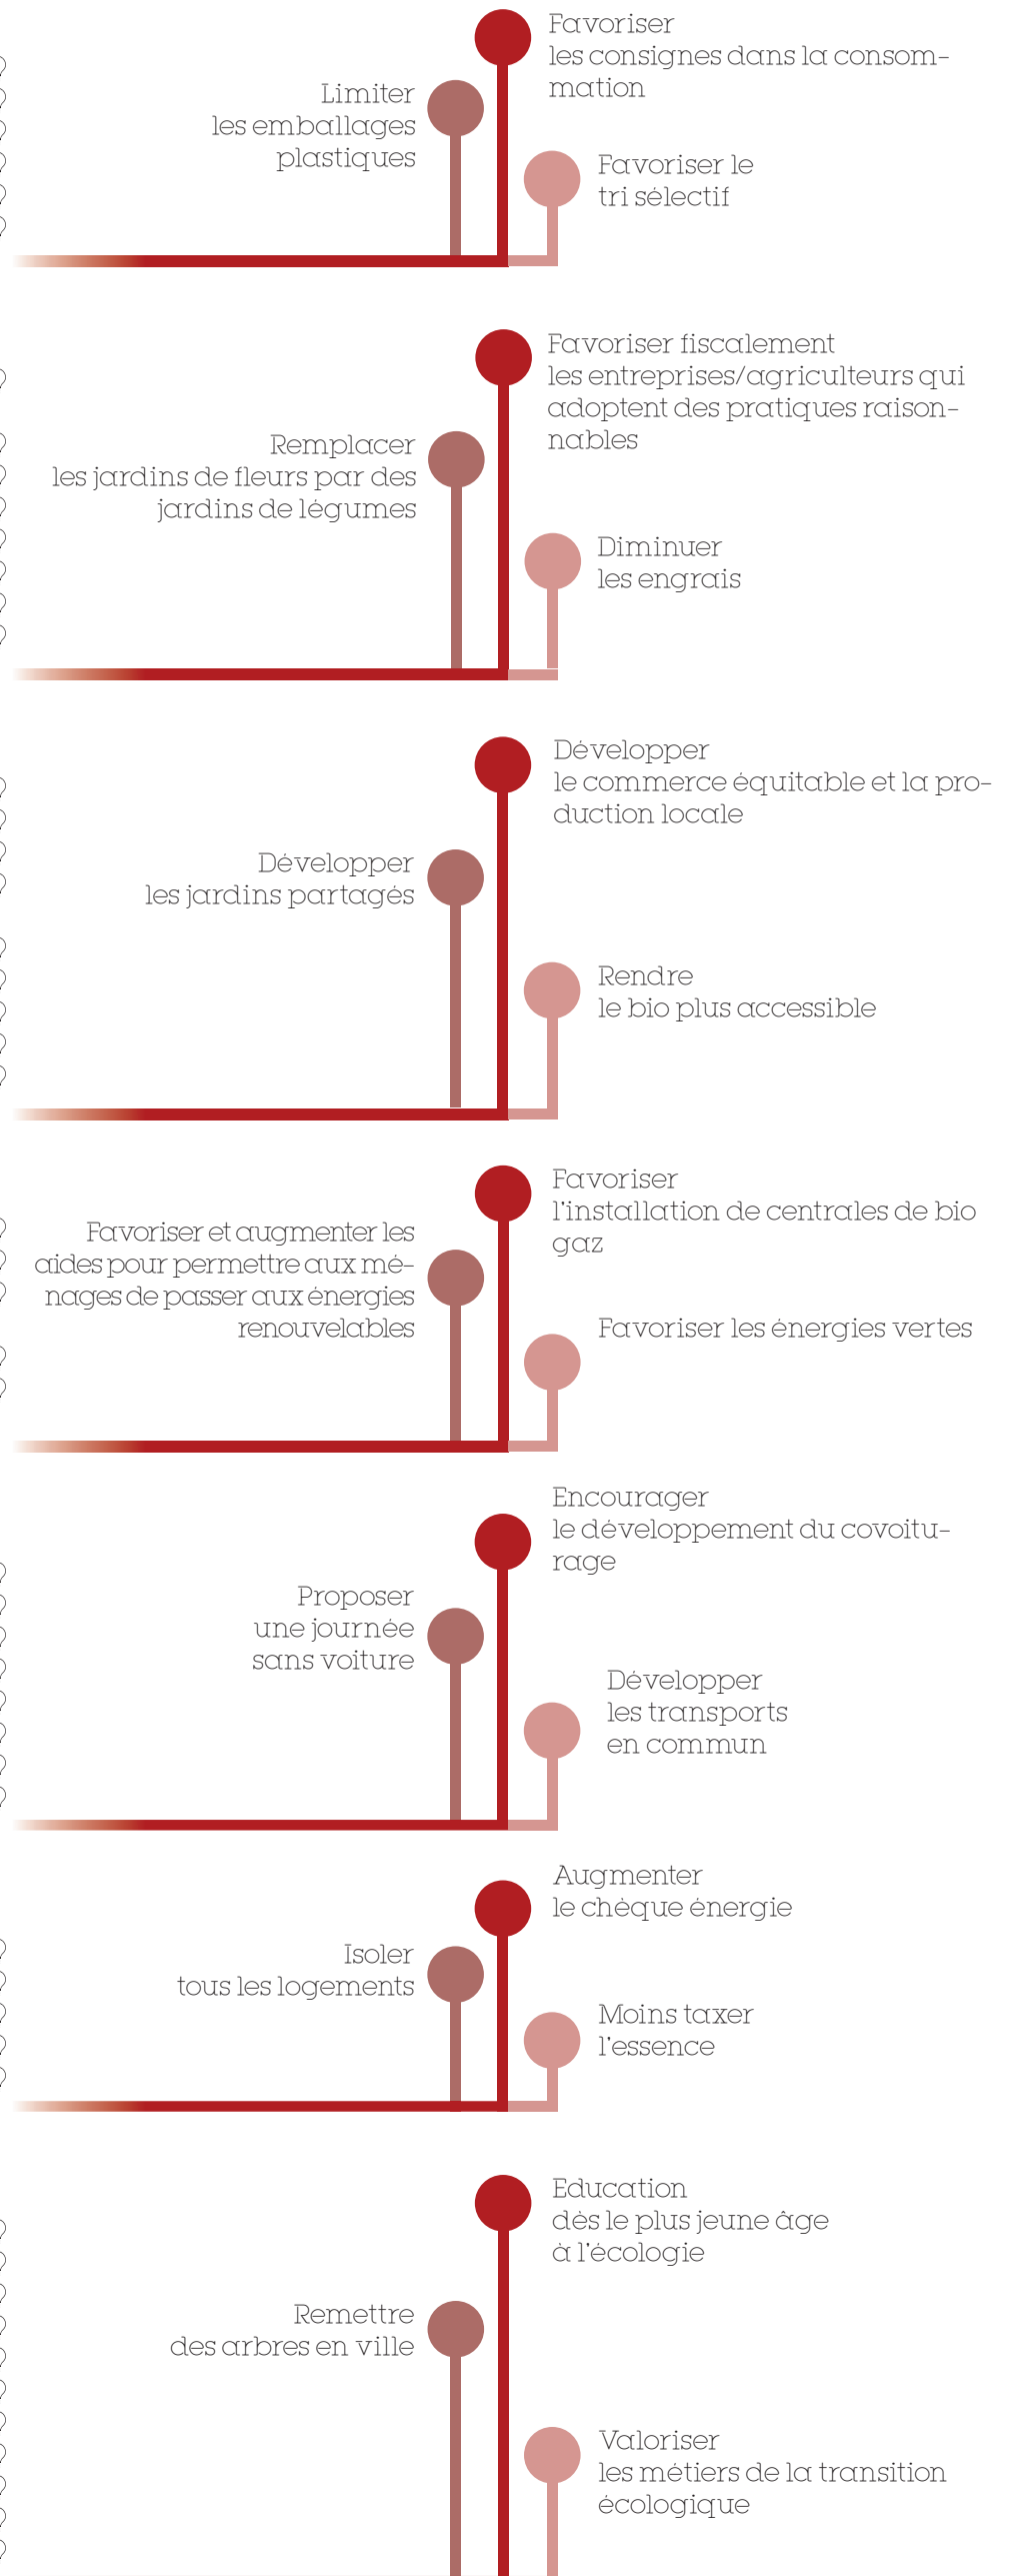 Favoriser
les consignes dans la consom-
mation
Limiter
les emballages
plastiques
Favoriser le
tri sélectif
Favoriser fiscalement
les entreprises/agriculteurs qui
adoptent des pratiques raison-
nables
Remplacer
les jardins de fleurs par des
jardins de légumes
Diminuer
les engrais
Développer
le commerce équitable et la pro-
duction locale
Développer
les jardins partagés
Rendre
le bio plus accessible
Favoriser
l'installation de centrales de bio
gaz
Favoriser et augmenter les
aides pour permettre aux mé-
nages de passer aux énergies
renouvelables
Favoriser les énergies vertes
Encourager
le développement du covoitu-
rage
Proposer
une journée
sans voiture
Développer
les transports
en commun
Augmenter
le chèque énergie
Isoler
tous les logements
Moins taxer
l'essence
Education
dès le plus jeune âge
à l'écologie
Remettre
des arbres en ville
Valoriser
les métiers de la transition
écologique